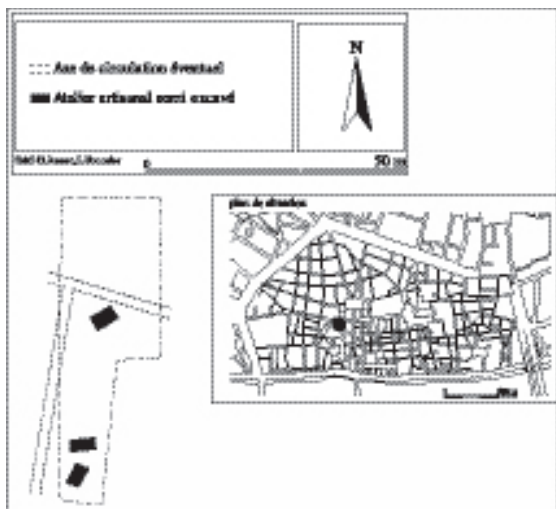 Axe de circulation éventuel
Atelier artisanal semi excavé
N
0 50 m
plan de situation